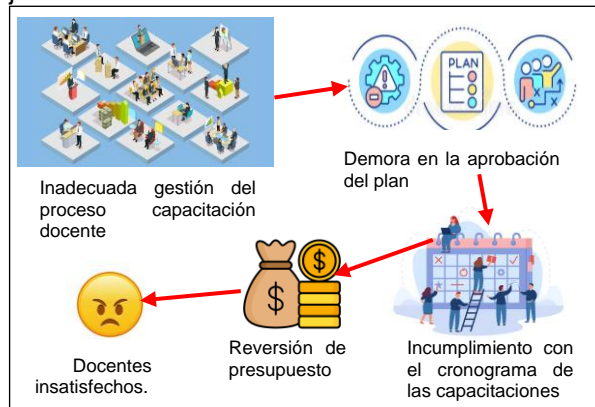 PLAN
Inadecuada gestión del
proceso capacitación
docente
Demora en la aprobación
del plan
Incumplimiento con
el cronograma de
las capacitaciones
$ $
Reversión de
presupuesto
Docentes
insatisfechos.